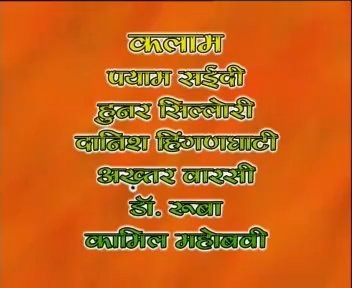 कलाम
पयाम सईदी
हुनर सिल्लोरी
दानिश हिंगणघाटी
अख़्तर वारसी
डॉ. रूबा
कामिल महोबवी